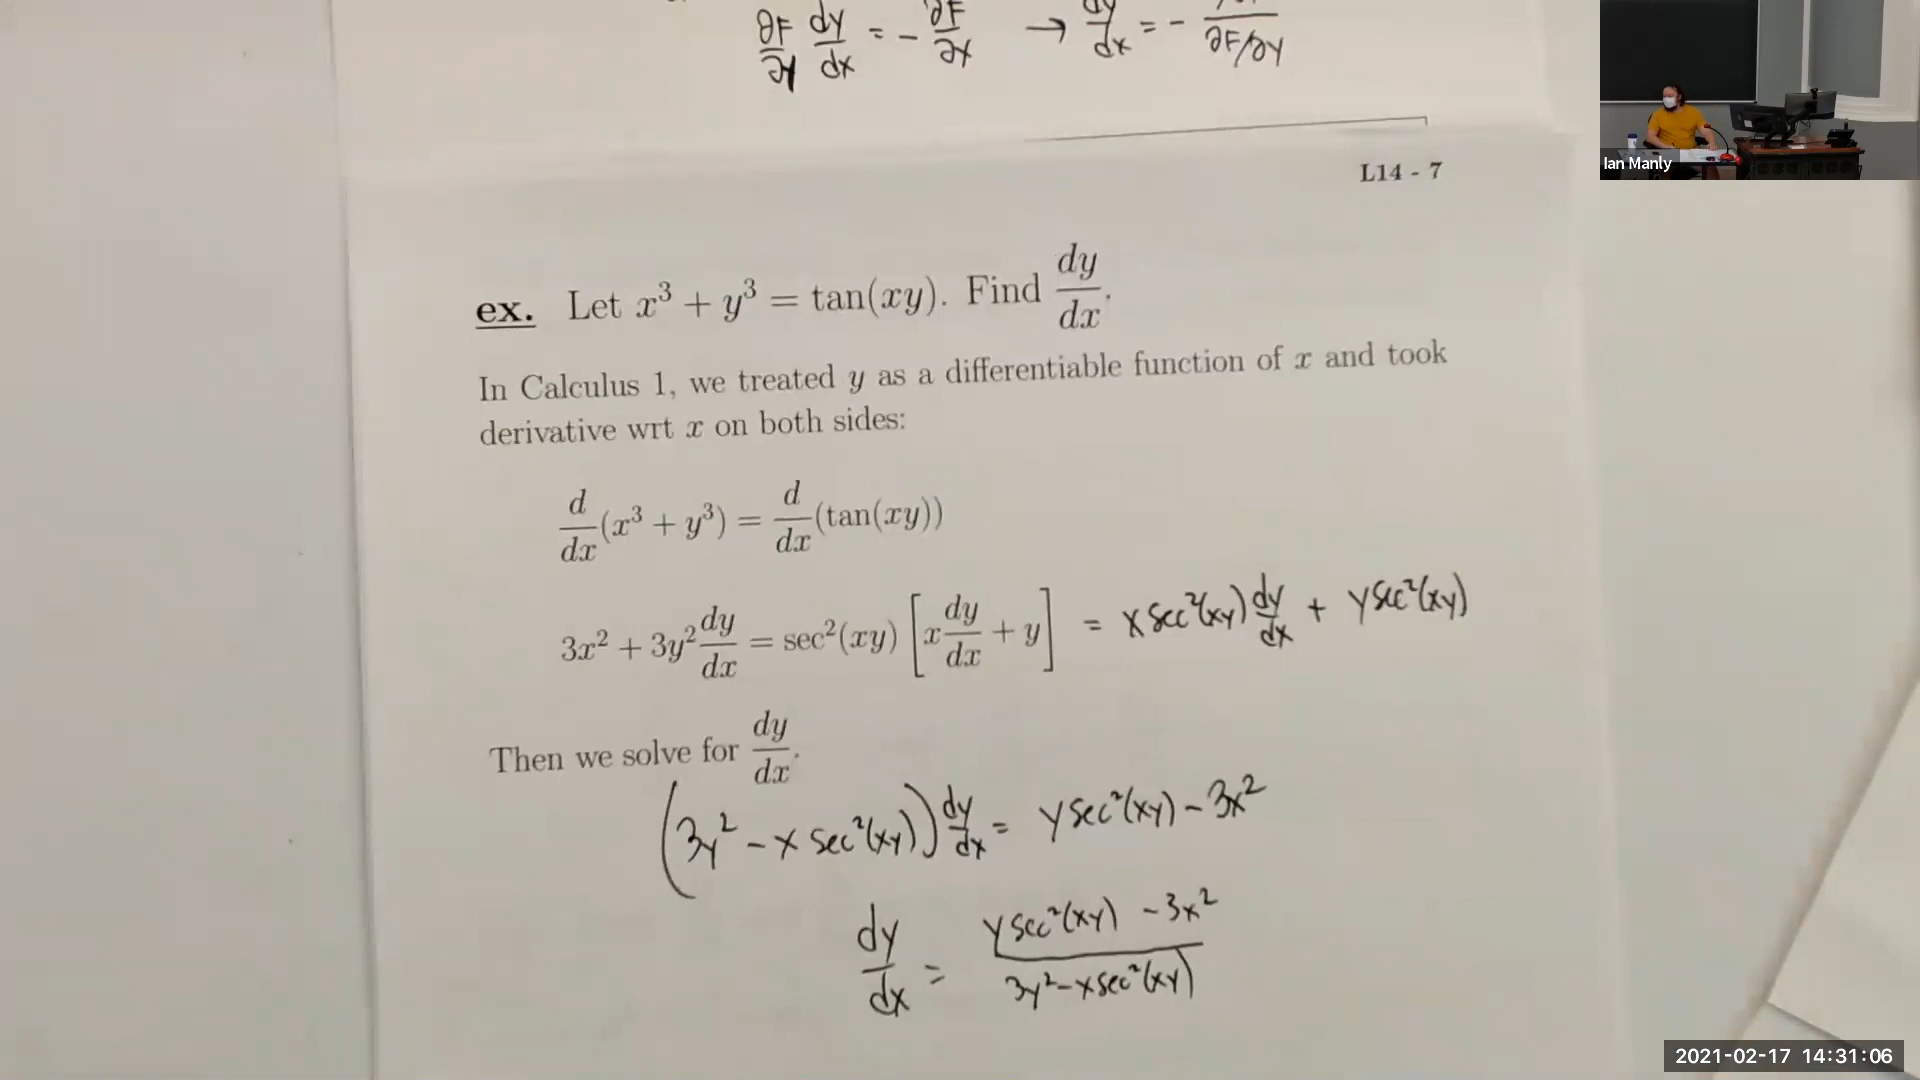 ∂F/∂y dy/dx = - ∂F/∂x → dy/dx = - /∂F/∂y
Ian Manly
L14 - 7
ex. Let x³ + y³ = tan(xy). Find dy/dx.
In Calculus 1, we treated y as a differentiable function of x and took
derivative wrt x on both sides:
d/dx(x³ + y³) = d/dx(tan(xy))
3x² + 3y² dy/dx = sec²(xy) [x dy/dx + y] = x sec²(xy) dy/dx + y sec²(xy)
Then we solve for dy/dx.
(3y² - x sec²(xy)) dy/dx = y sec²(xy) - 3x²
dy/dx = (y sec²(xy) - 3x²)/(3y² - x sec²(xy))
2021-02-17 14:31:06